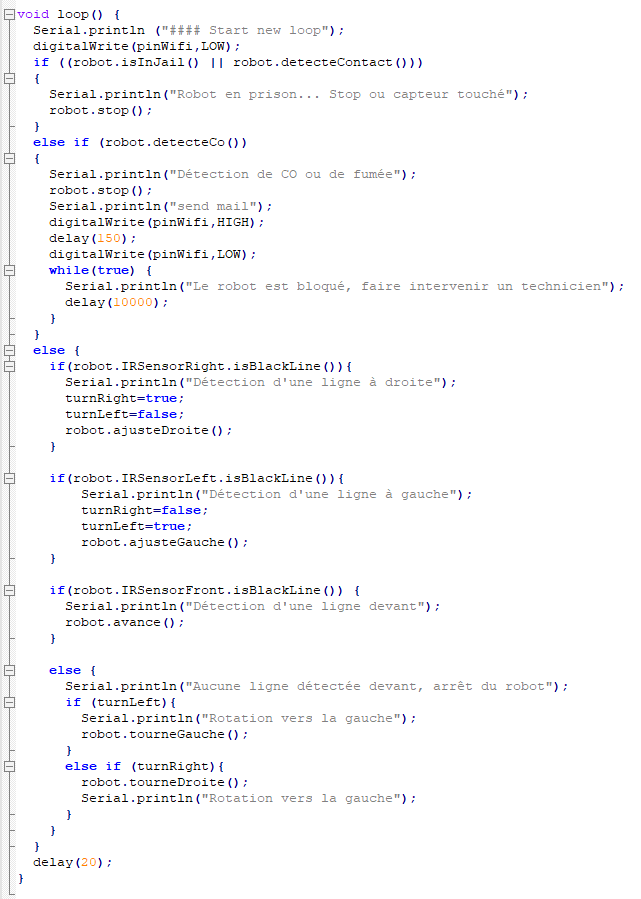 void loop() {
  Serial.println ("#### Start new loop");
  digitalWrite(pinWifi,LOW);
  if ((robot.isInJail() || robot.detecteContact()))
  {
    Serial.println("Robot en prison... Stop ou capteur touché");
    robot.stop();
  }
  else if (robot.detecteCo())
  {
    Serial.println("Détection de CO ou de fumée");
    robot.stop();
    Serial.println("send mail");
    digitalWrite(pinWifi,HIGH);
    delay(150);
    digitalWrite(pinWifi,LOW);
    while(true) {
      Serial.println("Le robot est bloqué, faire intervenir un technicien");
      delay(10000);
    }
  }
  else {
    if(robot.IRSensorRight.isBlackLine()){
      Serial.println("Détection d'une ligne à droite");
      turnRight=true;
      turnLeft=false;
      robot.ajusteDroite();
    }

    if(robot.IRSensorLeft.isBlackLine()){
        Serial.println("Détection d'une ligne à gauche");
        turnRight=false;
        turnLeft=true;
        robot.ajusteGauche();
    }

    if(robot.IRSensorFront.isBlackLine()) {
      Serial.println("Détection d'une ligne devant");
      robot.avance();
    }

    else {
      Serial.println("Aucune ligne détectée devant, arrêt du robot");
      if (turnLeft){
        Serial.println("Rotation vers la gauche");
        robot.tourneGauche();
      }
      else if (turnRight){
        robot.tourneDroite();
        Serial.println("Rotation vers la gauche");
      }
    }
  }
  delay(20);
}